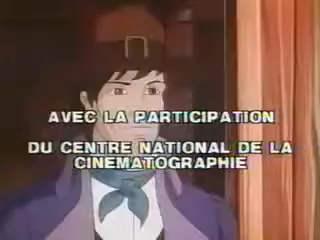 AVEC LA PARTICIPATION
DU CENTRE NATIONAL DE LA
CINEMATOGRAPHIE